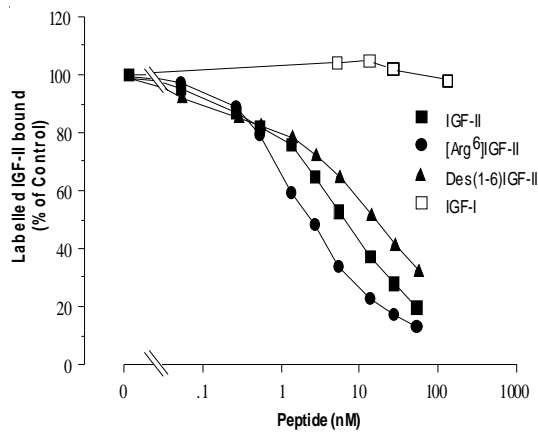 120
100
80
60
40
20
0
Labelled IGF-II bound
(% of Control)
IGF-II
[Arg⁶]IGF-II
Des(1-6)IGF-II
IGF-I
0 .1 1 10 100 1000
Peptide (nM)